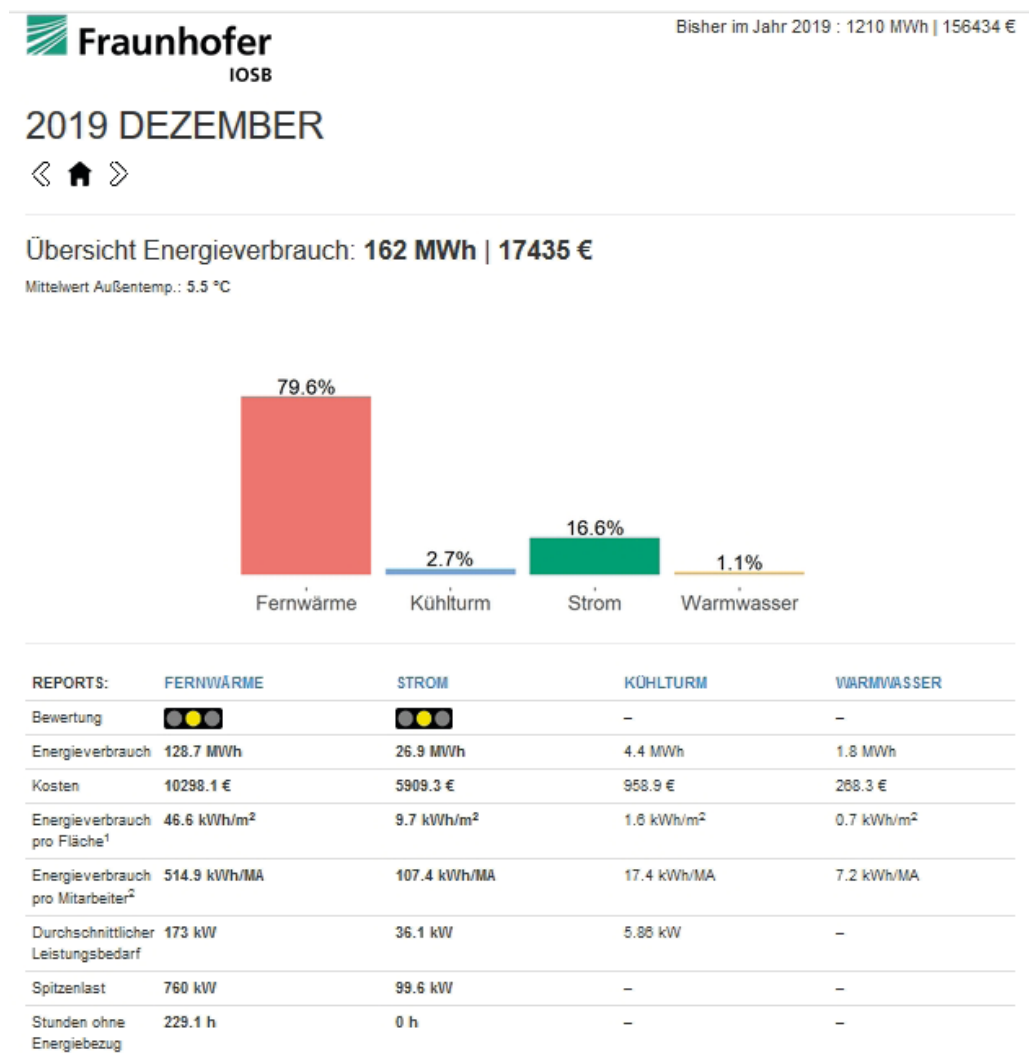 Fraunhofer
IOSB
Bisher im Jahr 2019 : 1210 MWh | 156434 €
2019 DEZEMBER
Übersicht Energieverbrauch: 162 MWh | 17435 €
Mittelwert Außentemp.: 5.5 °C
79.6%
2.7%
16.6%
1.1%
Fernwärme Kühlturm Strom Warmwasser
REPORTS: FERNWÄRME STROM KÜHLTURM WARMWASSER
Bewertung – –
Energieverbrauch 128.7 MWh 26.9 MWh 4.4 MWh 1.8 MWh
Kosten 10298.1 € 5909.3 € 958.9 € 268.3 €
Energieverbrauch 46.6 kWh/m² 9.7 kWh/m² 1.6 kWh/m² 0.7 kWh/m²
pro Fläche¹
Energieverbrauch 514.9 kWh/MA 107.4 kWh/MA 17.4 kWh/MA 7.2 kWh/MA
pro Mitarbeiter²
Durchschnittlicher 173 kW 36.1 kW 5.86 kW –
Leistungsbedarf
Spitzenlast 760 kW 99.6 kW – –
Stunden ohne 229.1 h 0 h – –
Energiebezug